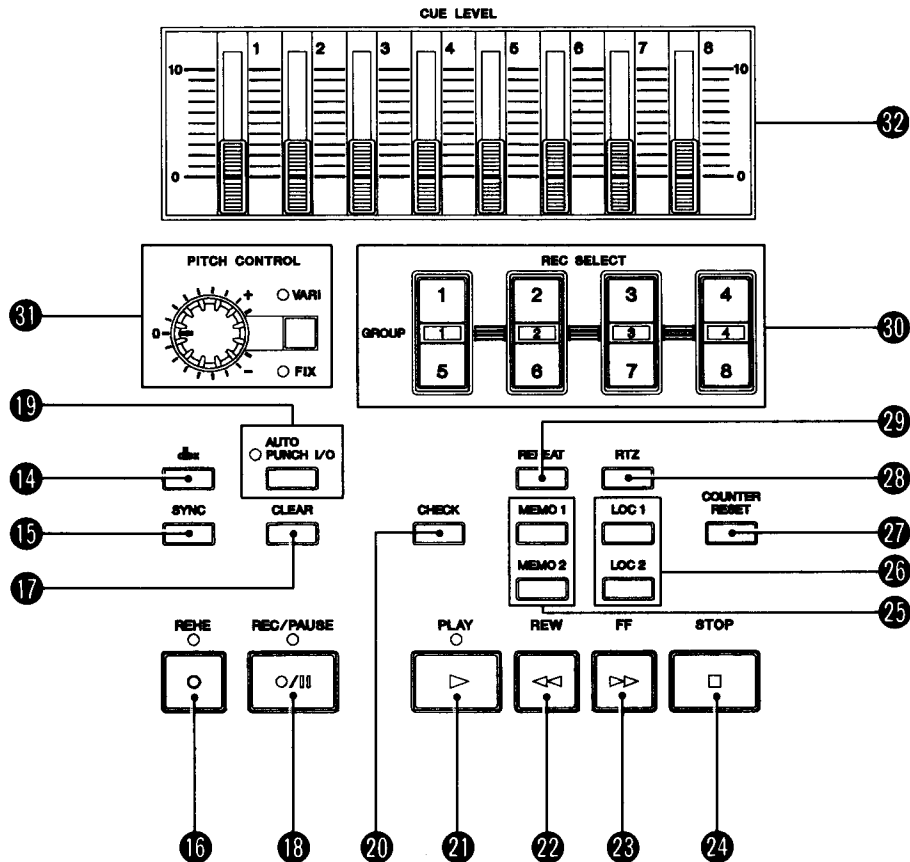 CUE LEVEL
1 2 3 4 5 6 7 8
10 10
0 0
32
PITCH CONTROL
+ VARI
0
- FIX
31
REC SELECT
1 2 3 4
GROUP 1 2 3 4
5 6 7 8
30
19
AUTO
PUNCH I/O
29
14
dbx
REPEAT
RTZ
28
15
SYNC
CLEAR
CHECK
MEMO 1
LOC 1
COUNTER
RESET
27
17
20
MEMO 2
LOC 2
26
25
REHE
REC/PAUSE
PLAY
REW
FF
STOP
16 18 20 21 22 23 24